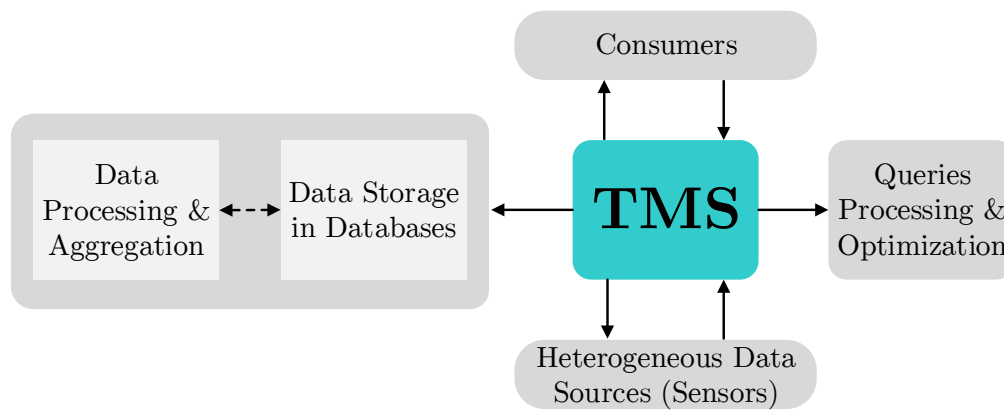 Consumers
Data
Processing &
Aggregation
Data Storage
in Databases
TMS
Queries
Processing &
Optimization
Heterogeneous Data
Sources (Sensors)